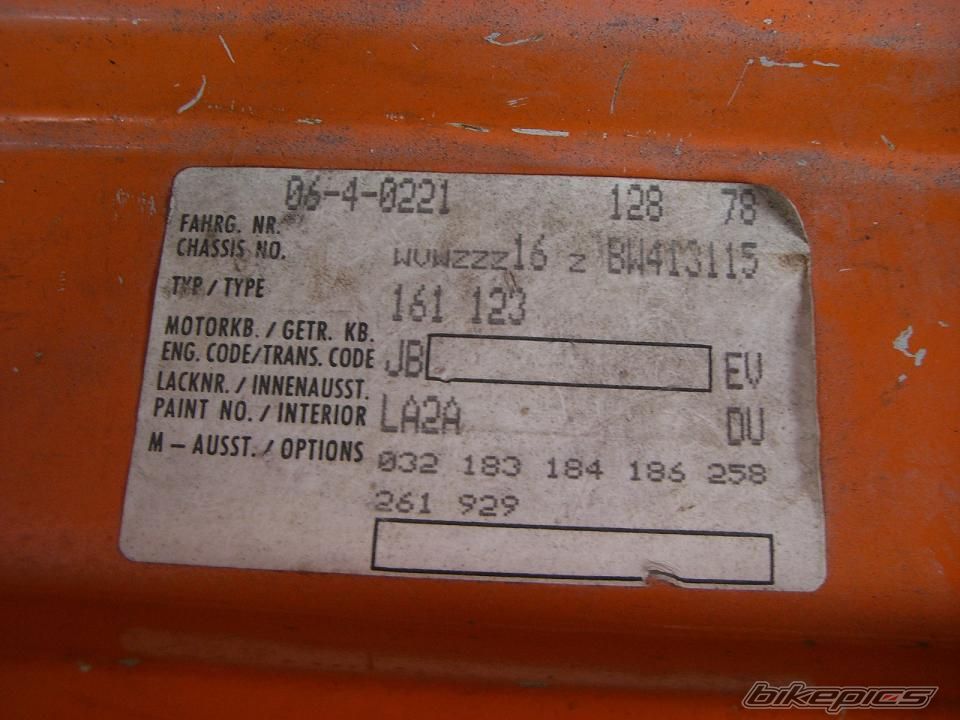 06-4-0221 128 78
FAHRG. NR.
CHASSIS NO. WVWZZZ16 Z BW413115
TYP / TYPE 161 123
MOTORKB. / GETR. KB.
ENG. CODE/TRANS. CODE JB EV
LACKNR. / INNENAUSST.
PAINT NO. / INTERIOR LA2A DU
M – AUSST. / OPTIONS 032 183 184 186 258
261 929
bikepics